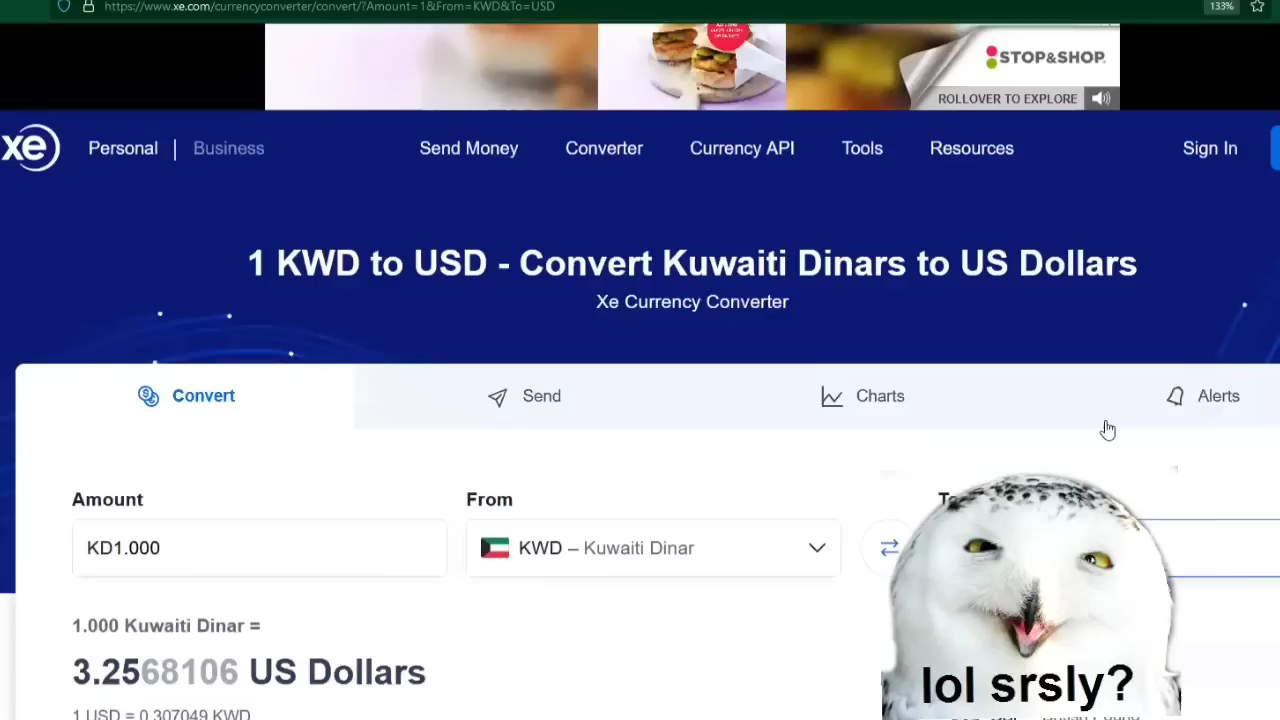 https://www.xe.com/currencyconverter/convert/?Amount=1&From=KWD&To=USD
133%
STOP&SHOP.
ROLLOVER TO EXPLORE
xe
Personal | Business
Send Money
Converter
Currency API
Tools
Resources
Sign In
1 KWD to USD - Convert Kuwaiti Dinars to US Dollars
Xe Currency Converter
Convert
Send
Charts
Alerts
Amount
From
KD1.000
KWD – Kuwaiti Dinar
1.000 Kuwaiti Dinar =
3.2568106 US Dollars
lol srsly?
1 USD = 0.307049 KWD